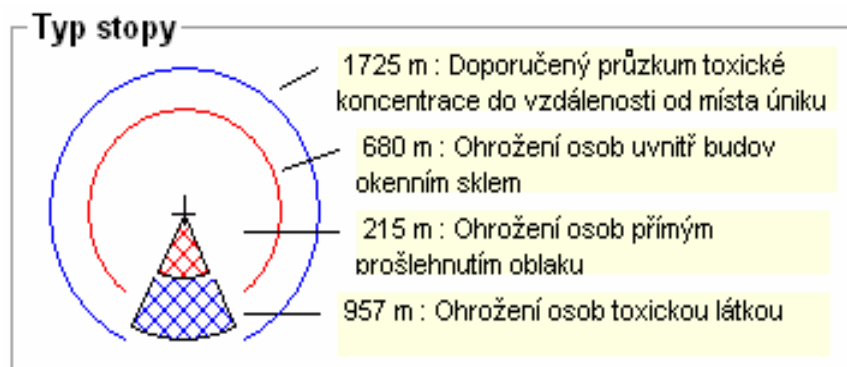 Typ stopy
1725 m : Doporučený průzkum toxické
koncentrace do vzdálenosti od místa úniku
680 m : Ohrožení osob uvnitř budov
okenním sklem
215 m : Ohrožení osob přímým
prošlehnutím oblaku
957 m : Ohrožení osob toxickou látkou